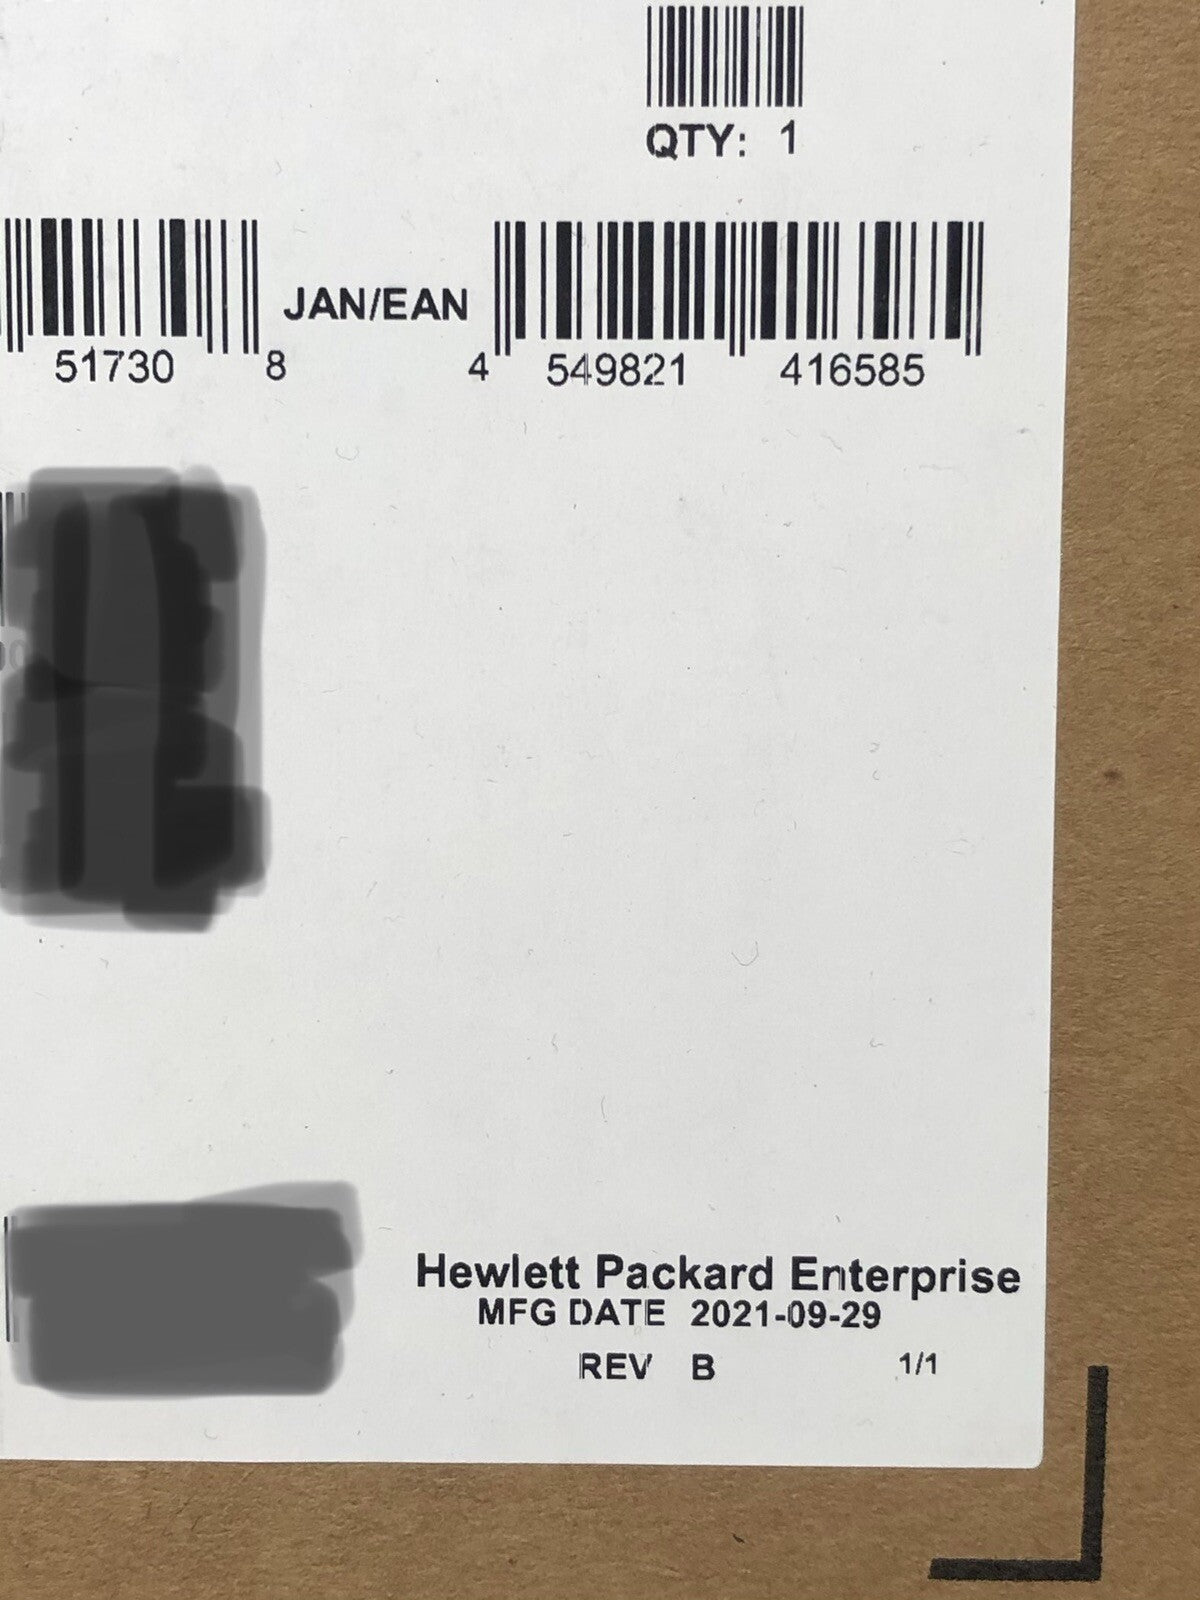 QTY: 1
JAN/EAN
51730 8 4 549821 416585
Hewlett Packard Enterprise
MFG DATE 2021-09-29
REV B 1/1